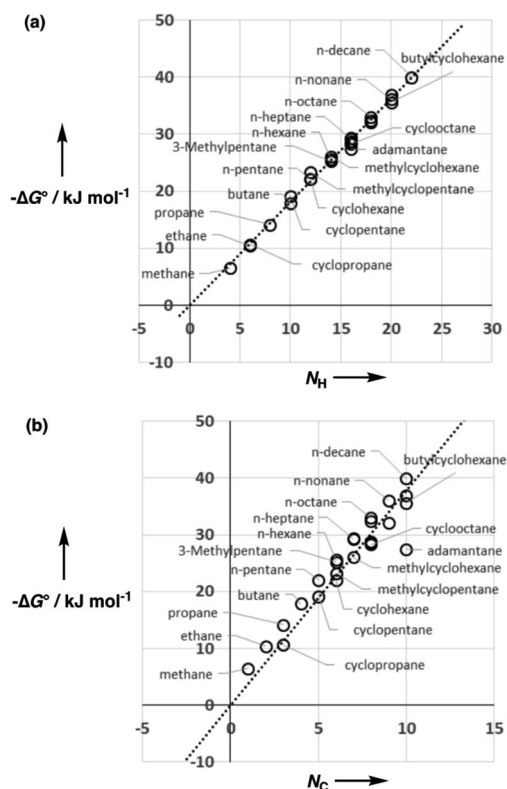 (a)
50
n-decane
butylcyclohexane
40
n-nonane
n-octane
n-heptane
30
n-hexane
cyclooctane
3-Methylpentane
adamantane
methylcyclohexane
-ΔG° / kJ mol-1
n-pentane
20
methylcyclopentane
butane
cyclohexane
propane
cyclopentane
10
ethane
cyclopropane
methane
0
-5 0 5 10 15 20 25 30
-10
NH
(b)
50
n-decane
butylcyclohexane
40
n-nonane
n-octane
n-heptane
30
n-hexane
cyclooctane
3-Methylpentane
adamantane
methylcyclohexane
-ΔG° / kJ mol-1
n-pentane
20
methylcyclopentane
butane
cyclohexane
propane
cyclopentane
10
ethane
cyclopropane
methane
0
-5 0 5 10 15
-10
NC